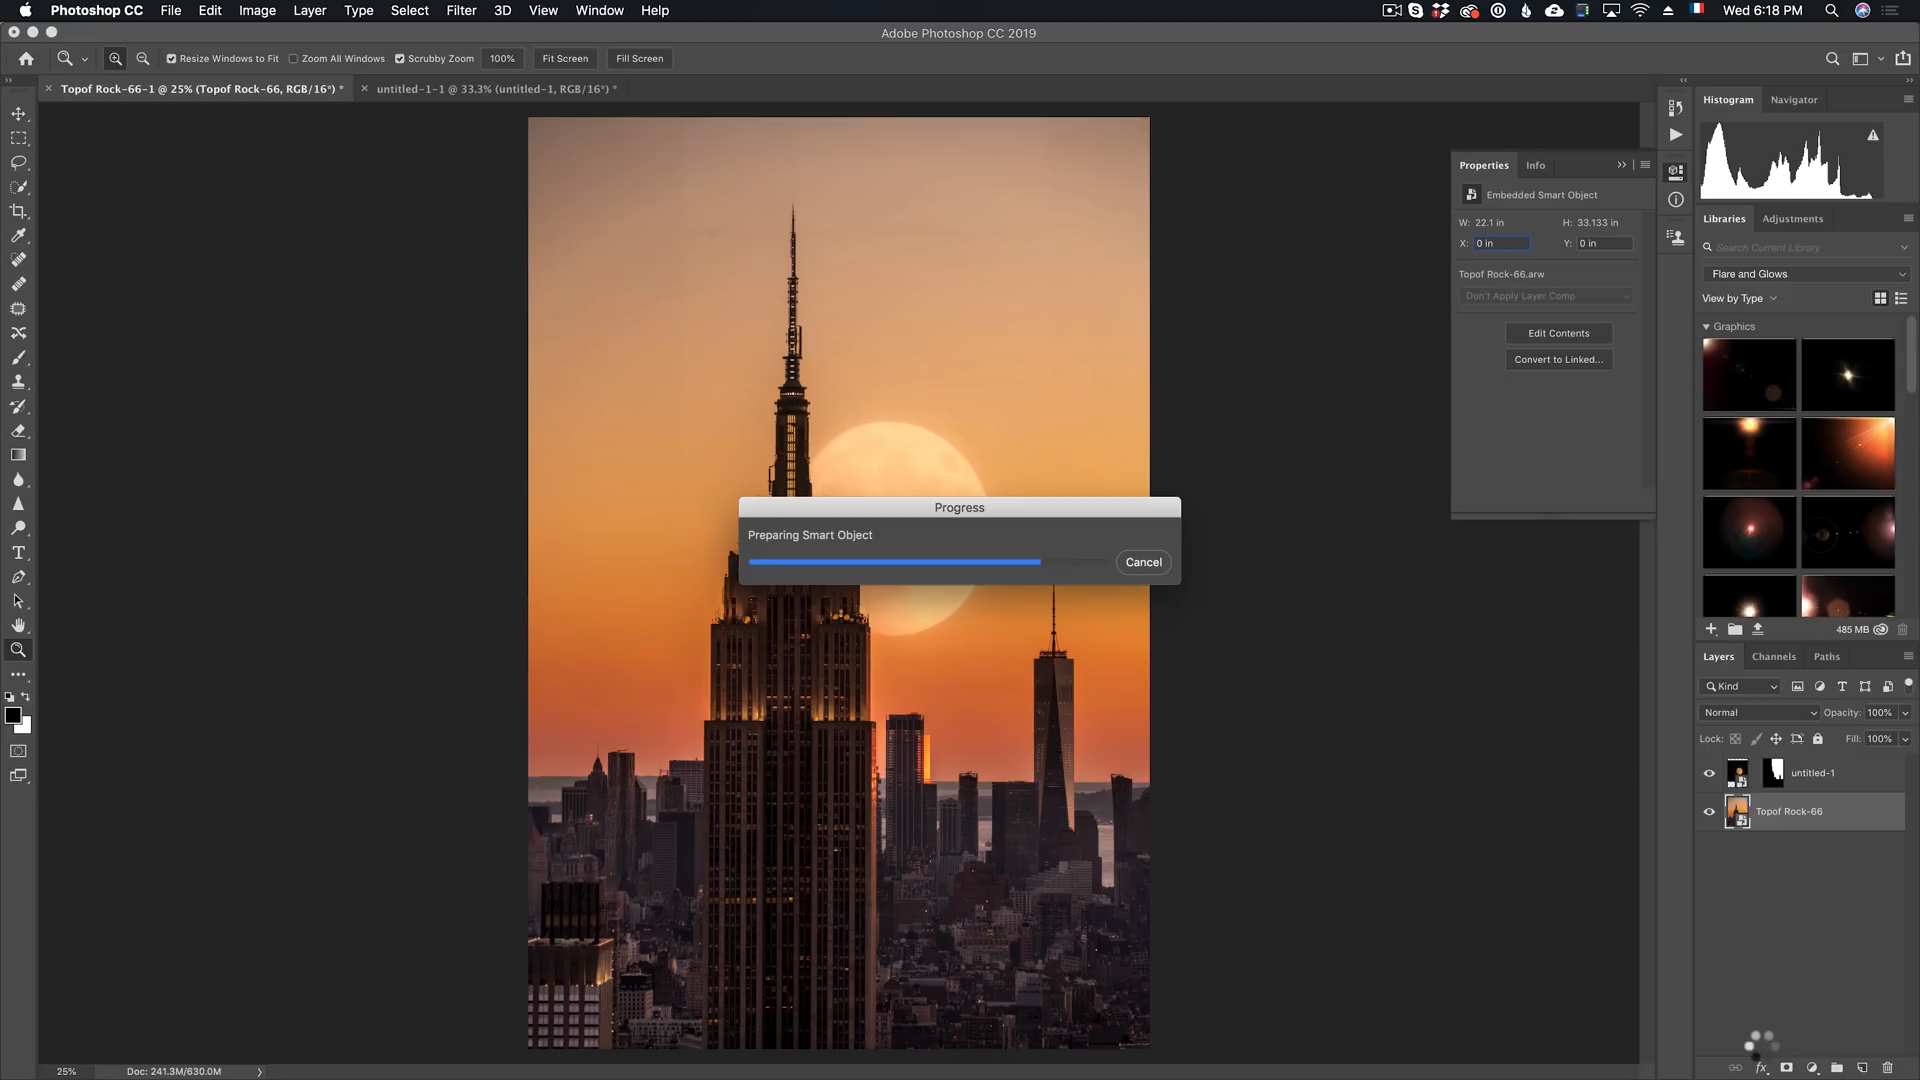 Photoshop CC File Edit Image Layer Type Select Filter 3D View Window Help Wed 6:18 PM
Adobe Photoshop CC 2019
Resize Windows to Fit Zoom All Windows Scrubby Zoom 100% Fit Screen Fill Screen
Topof Rock-66-1 @ 25% (Topof Rock-66, RGB/16*) * untitled-1-1 @ 33.3% (untitled-1, RGB/16*) *
Histogram Navigator
Properties Info
Embedded Smart Object
W: 22.1 in H: 33.133 in
X: 0 in Y: 0 in
Topof Rock-66.arw
Don't Apply Layer Comp
Edit Contents
Convert to Linked...
Libraries Adjustments
Search Current Library
Flare and Glows
View by Type
Graphics
485 MB
Progress
Preparing Smart Object
Cancel
Layers Channels Paths
Kind
Normal Opacity: 100%
Lock: Fill: 100%
untitled-1
Topof Rock-66
25% Doc: 241.3M/630.0M
fx